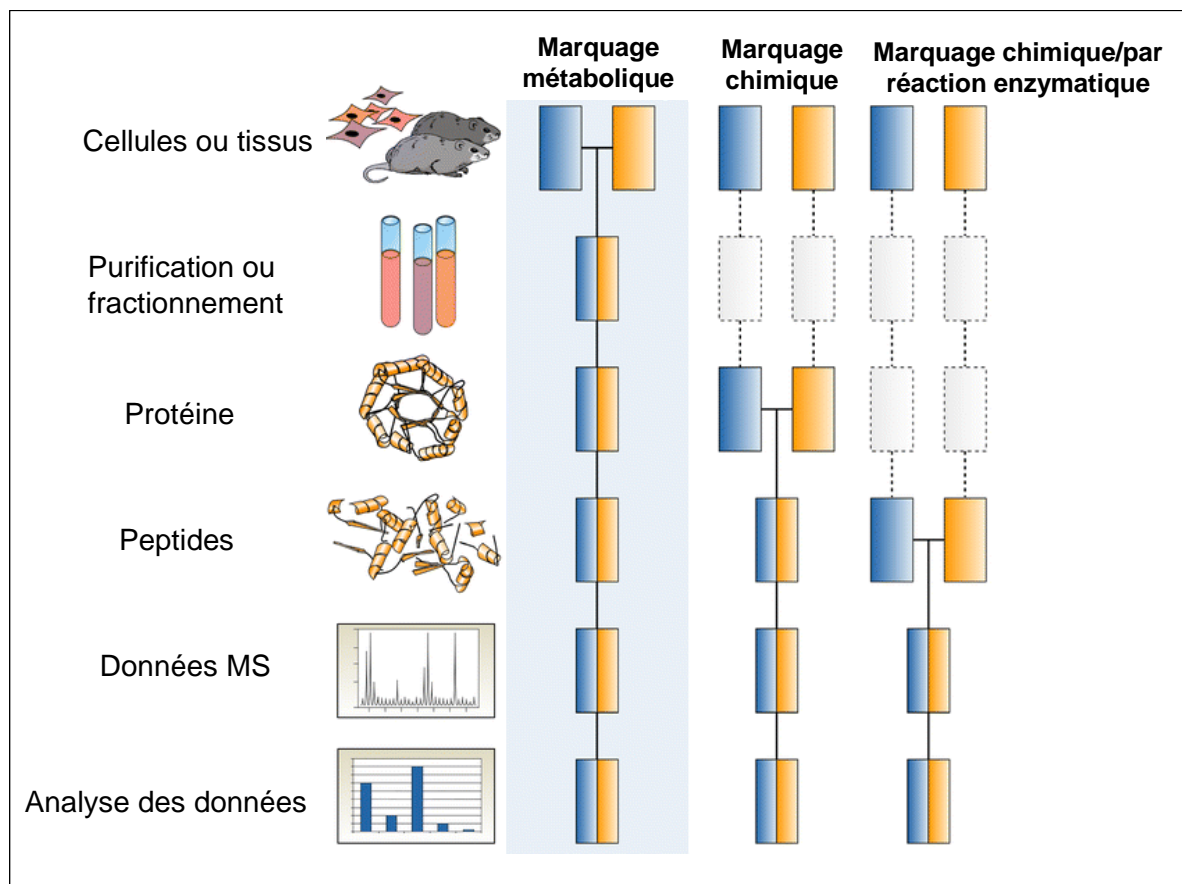 Marquage
métabolique
Marquage
chimique
Marquage chimique/par
réaction enzymatique
Cellules ou tissus
Purification ou
fractionnement
Protéine
Peptides
Données MS
Analyse des données